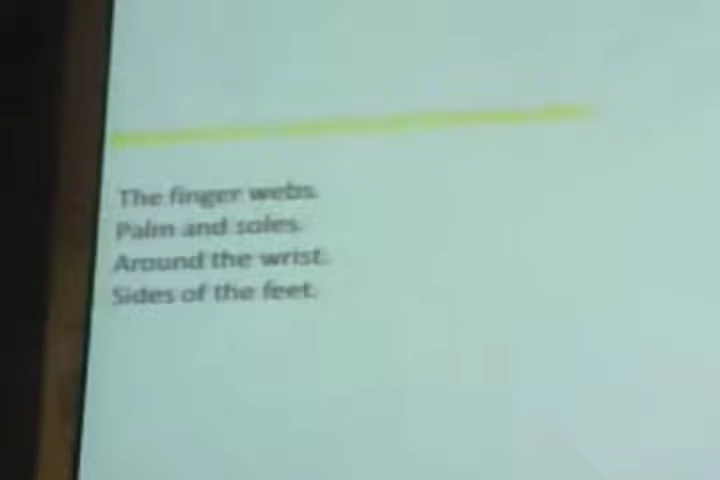 The finger webs.
Palm and soles.
Around the wrist.
Sides of the feet.